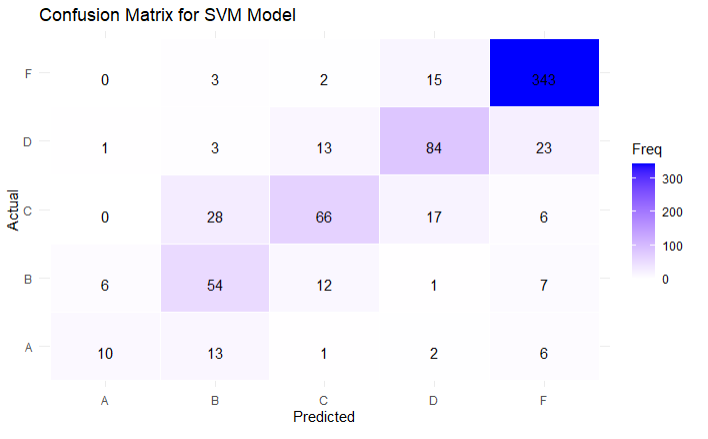 Confusion Matrix for SVM Model
F 0 3 2 15 343
D 1 3 13 84 23
C 0 28 66 17 6
B 6 54 12 1 7
A 10 13 1 2 6
A B C D F
Predicted
Actual
Freq
300
200
100
0